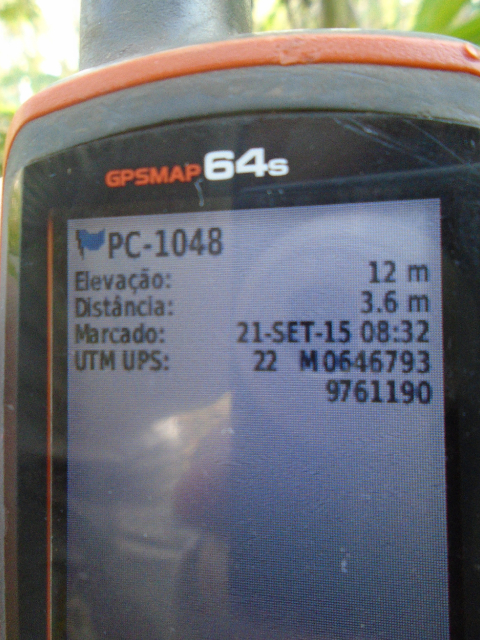 GPSMAP 64s
PC-1048
Elevação: 12 m
Distância: 3.6 m
Marcado: 21-SET-15 08:32
UTM UPS: 22 M 0646793
9761190